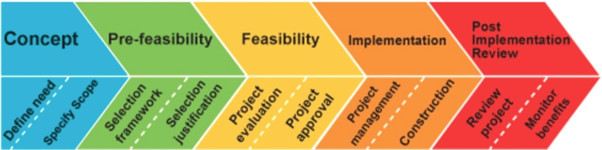 Concept
Pre-feasibility
Feasibility
Implementation
Post
Implementation
Review
Define need
Specify Scope
Selection
framework
Selection
justification
Project
evaluation
Project
approval
Project
management
Construction
Review
project
Monitor
benefits